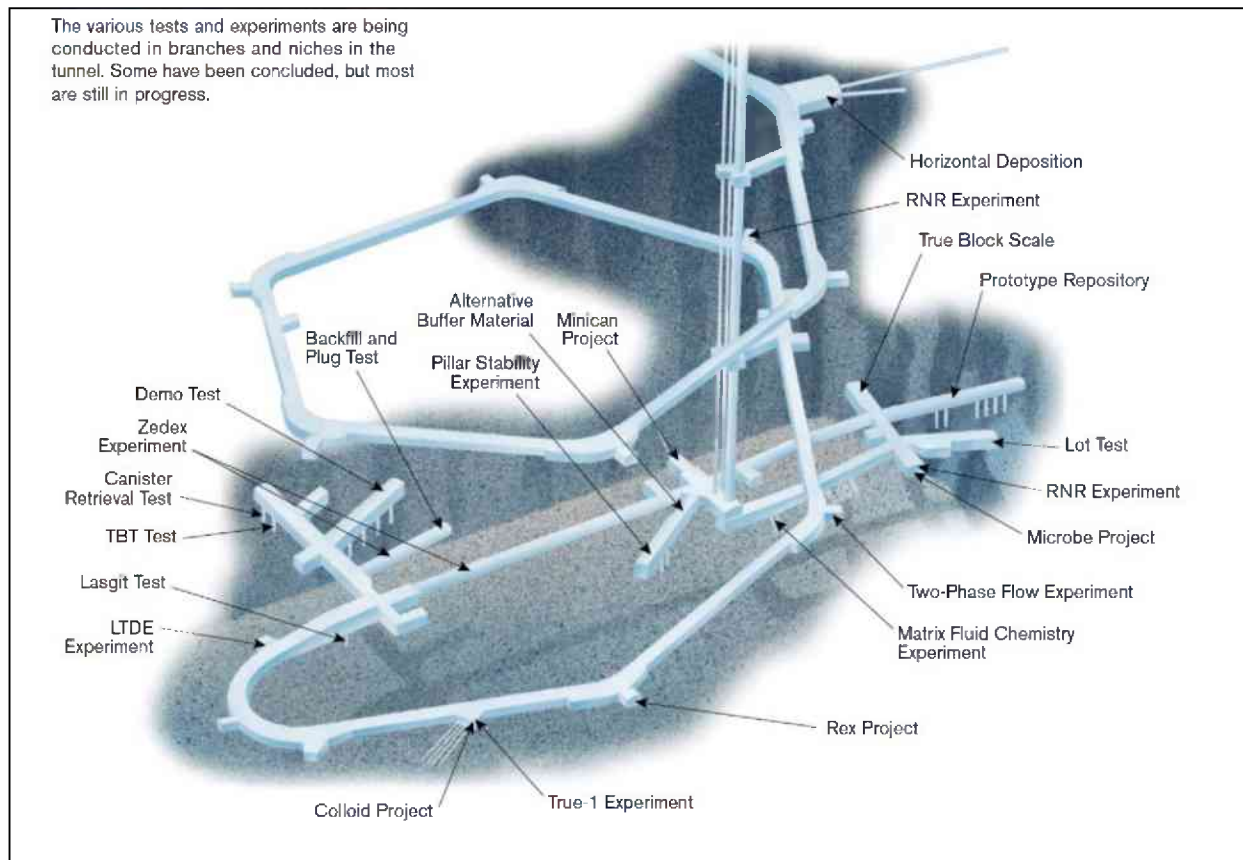 The various tests and experiments are being
conducted in branches and niches in the
tunnel. Some have been concluded, but most
are still in progress.
Horizontal Deposition
RNR Experiment
True Block Scale
Prototype Repository
Alternative
Buffer Material
Minican
Project
Backfill and
Plug Test
Pillar Stability
Experiment
Demo Test
Zedex
Experiment
Canister
Retrieval Test
TBT Test
Lasgit Test
LTDE
Experiment
Lot Test
RNR Experiment
Microbe Project
Two-Phase Flow Experiment
Matrix Fluid Chemistry
Experiment
Rex Project
True-1 Experiment
Colloid Project